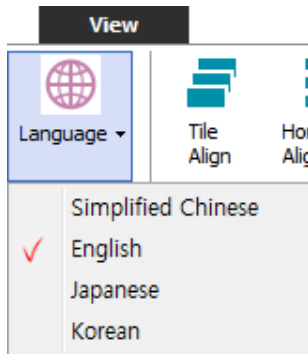 View
Language
Tile
Align
Simplified Chinese
English
Japanese
Korean